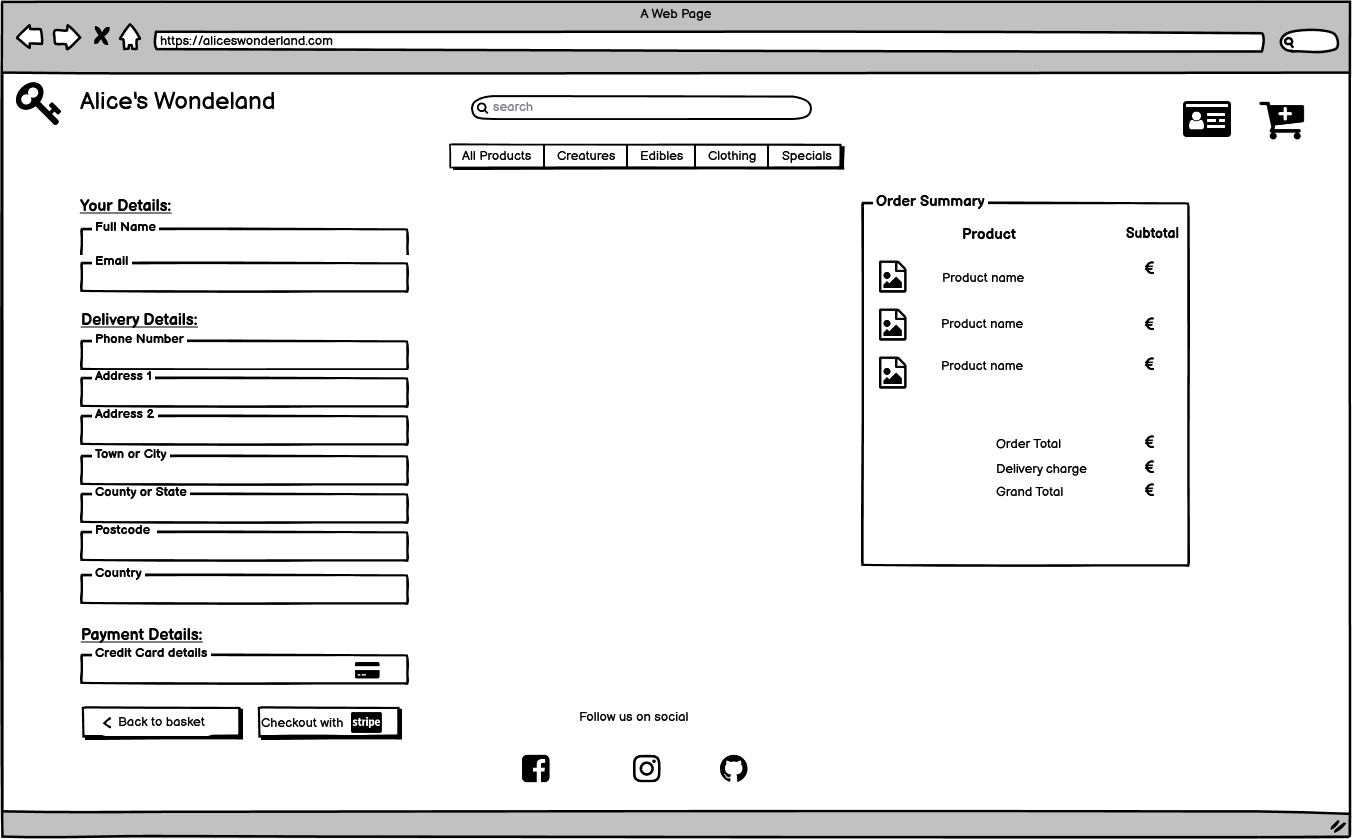 A Web Page
https://aliceswonderland.com
Alice's Wondeland
search
All Products Creatures Edibles Clothing Specials
Your Details:
Full Name
Email
Delivery Details:
Phone Number
Address 1
Address 2
Town or City
County or State
Postcode
Country
Payment Details:
Credit Card details
Back to basket
Checkout with stripe
Order Summary
Product Subtotal
Product name €
Product name €
Product name €
Order Total €
Delivery charge €
Grand Total €
Follow us on social